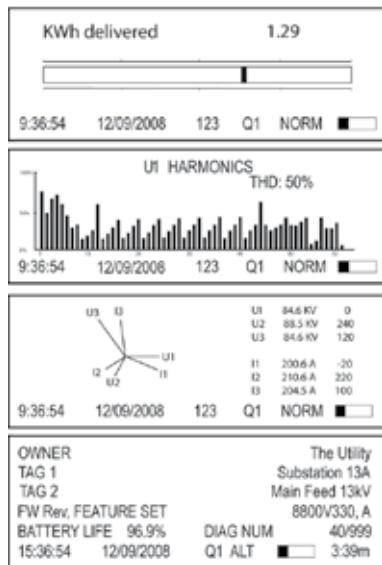 KWh delivered 1.29
9:36:54 12/09/2008 123 Q1 NORM
U1 HARMONICS
THD: 50%
100%
50%
9:36:54 12/09/2008 123 Q1 NORM
U3 I3
U1
I2 I1
U2
U1 84.6 KV 0
U2 88.5 KV 240
U3 84.6 KV 120
I1 200.6 A -20
I2 210.6 A 220
I3 204.5 A 100
9:36:54 12/09/2008 123 Q1 NORM
OWNER The Utility
TAG 1 Substation 13A
TAG 2 Main Feed 13kV
FW Rev, FEATURE SET 8800V330, A
BATTERY LIFE 96.9% DIAG NUM 40/999
15:36:54 12/09/2008 Q1 ALT 3:39m